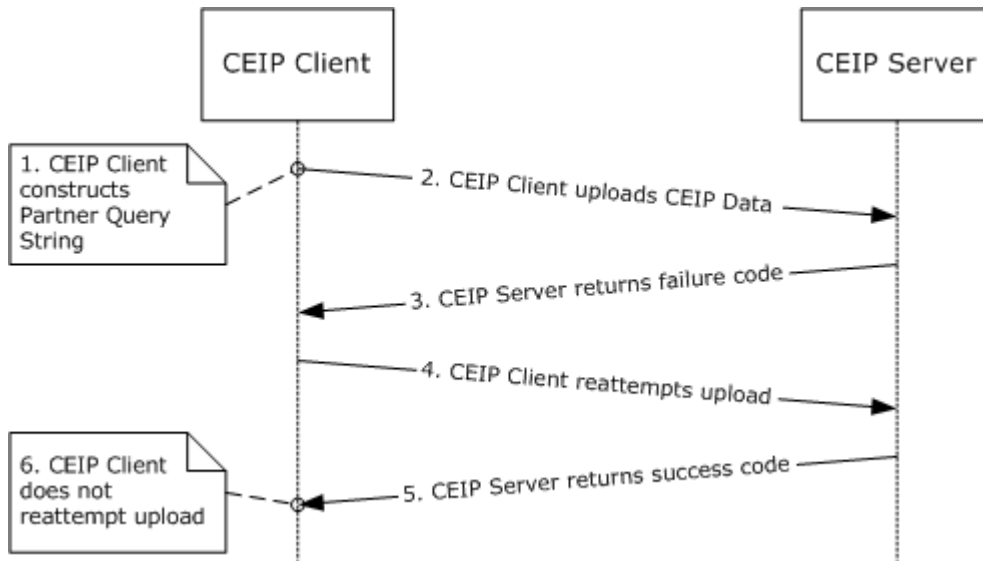 CEIP Client
CEIP Server
1. CEIP Client
constructs
Partner Query
String
2. CEIP Client uploads CEIP Data
3. CEIP Server returns failure code
4. CEIP Client reattempts upload
5. CEIP Server returns success code
6. CEIP Client
does not
reattempt upload